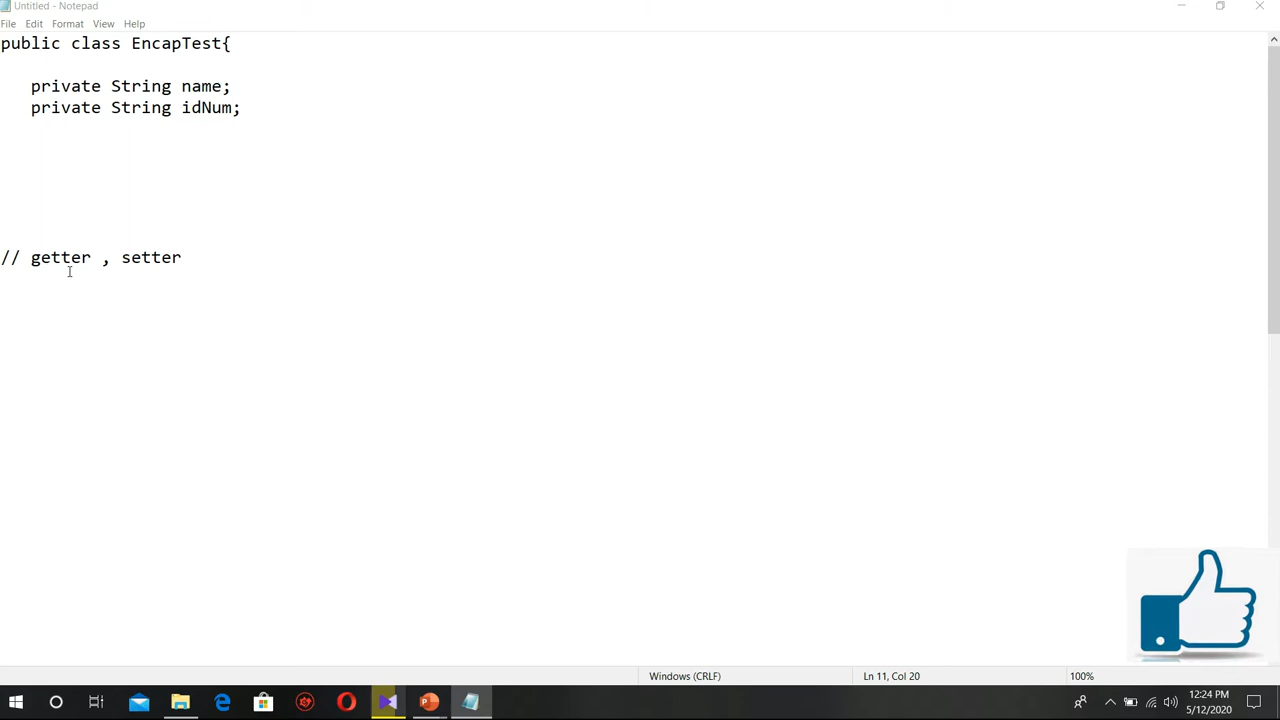 Untitled - Notepad
File Edit Format View Help
public class EncapTest{
private String name;
private String idNum;
// getter , setter
Windows (CRLF) Ln 11, Col 20 100%
12:24 PM
5/12/2020